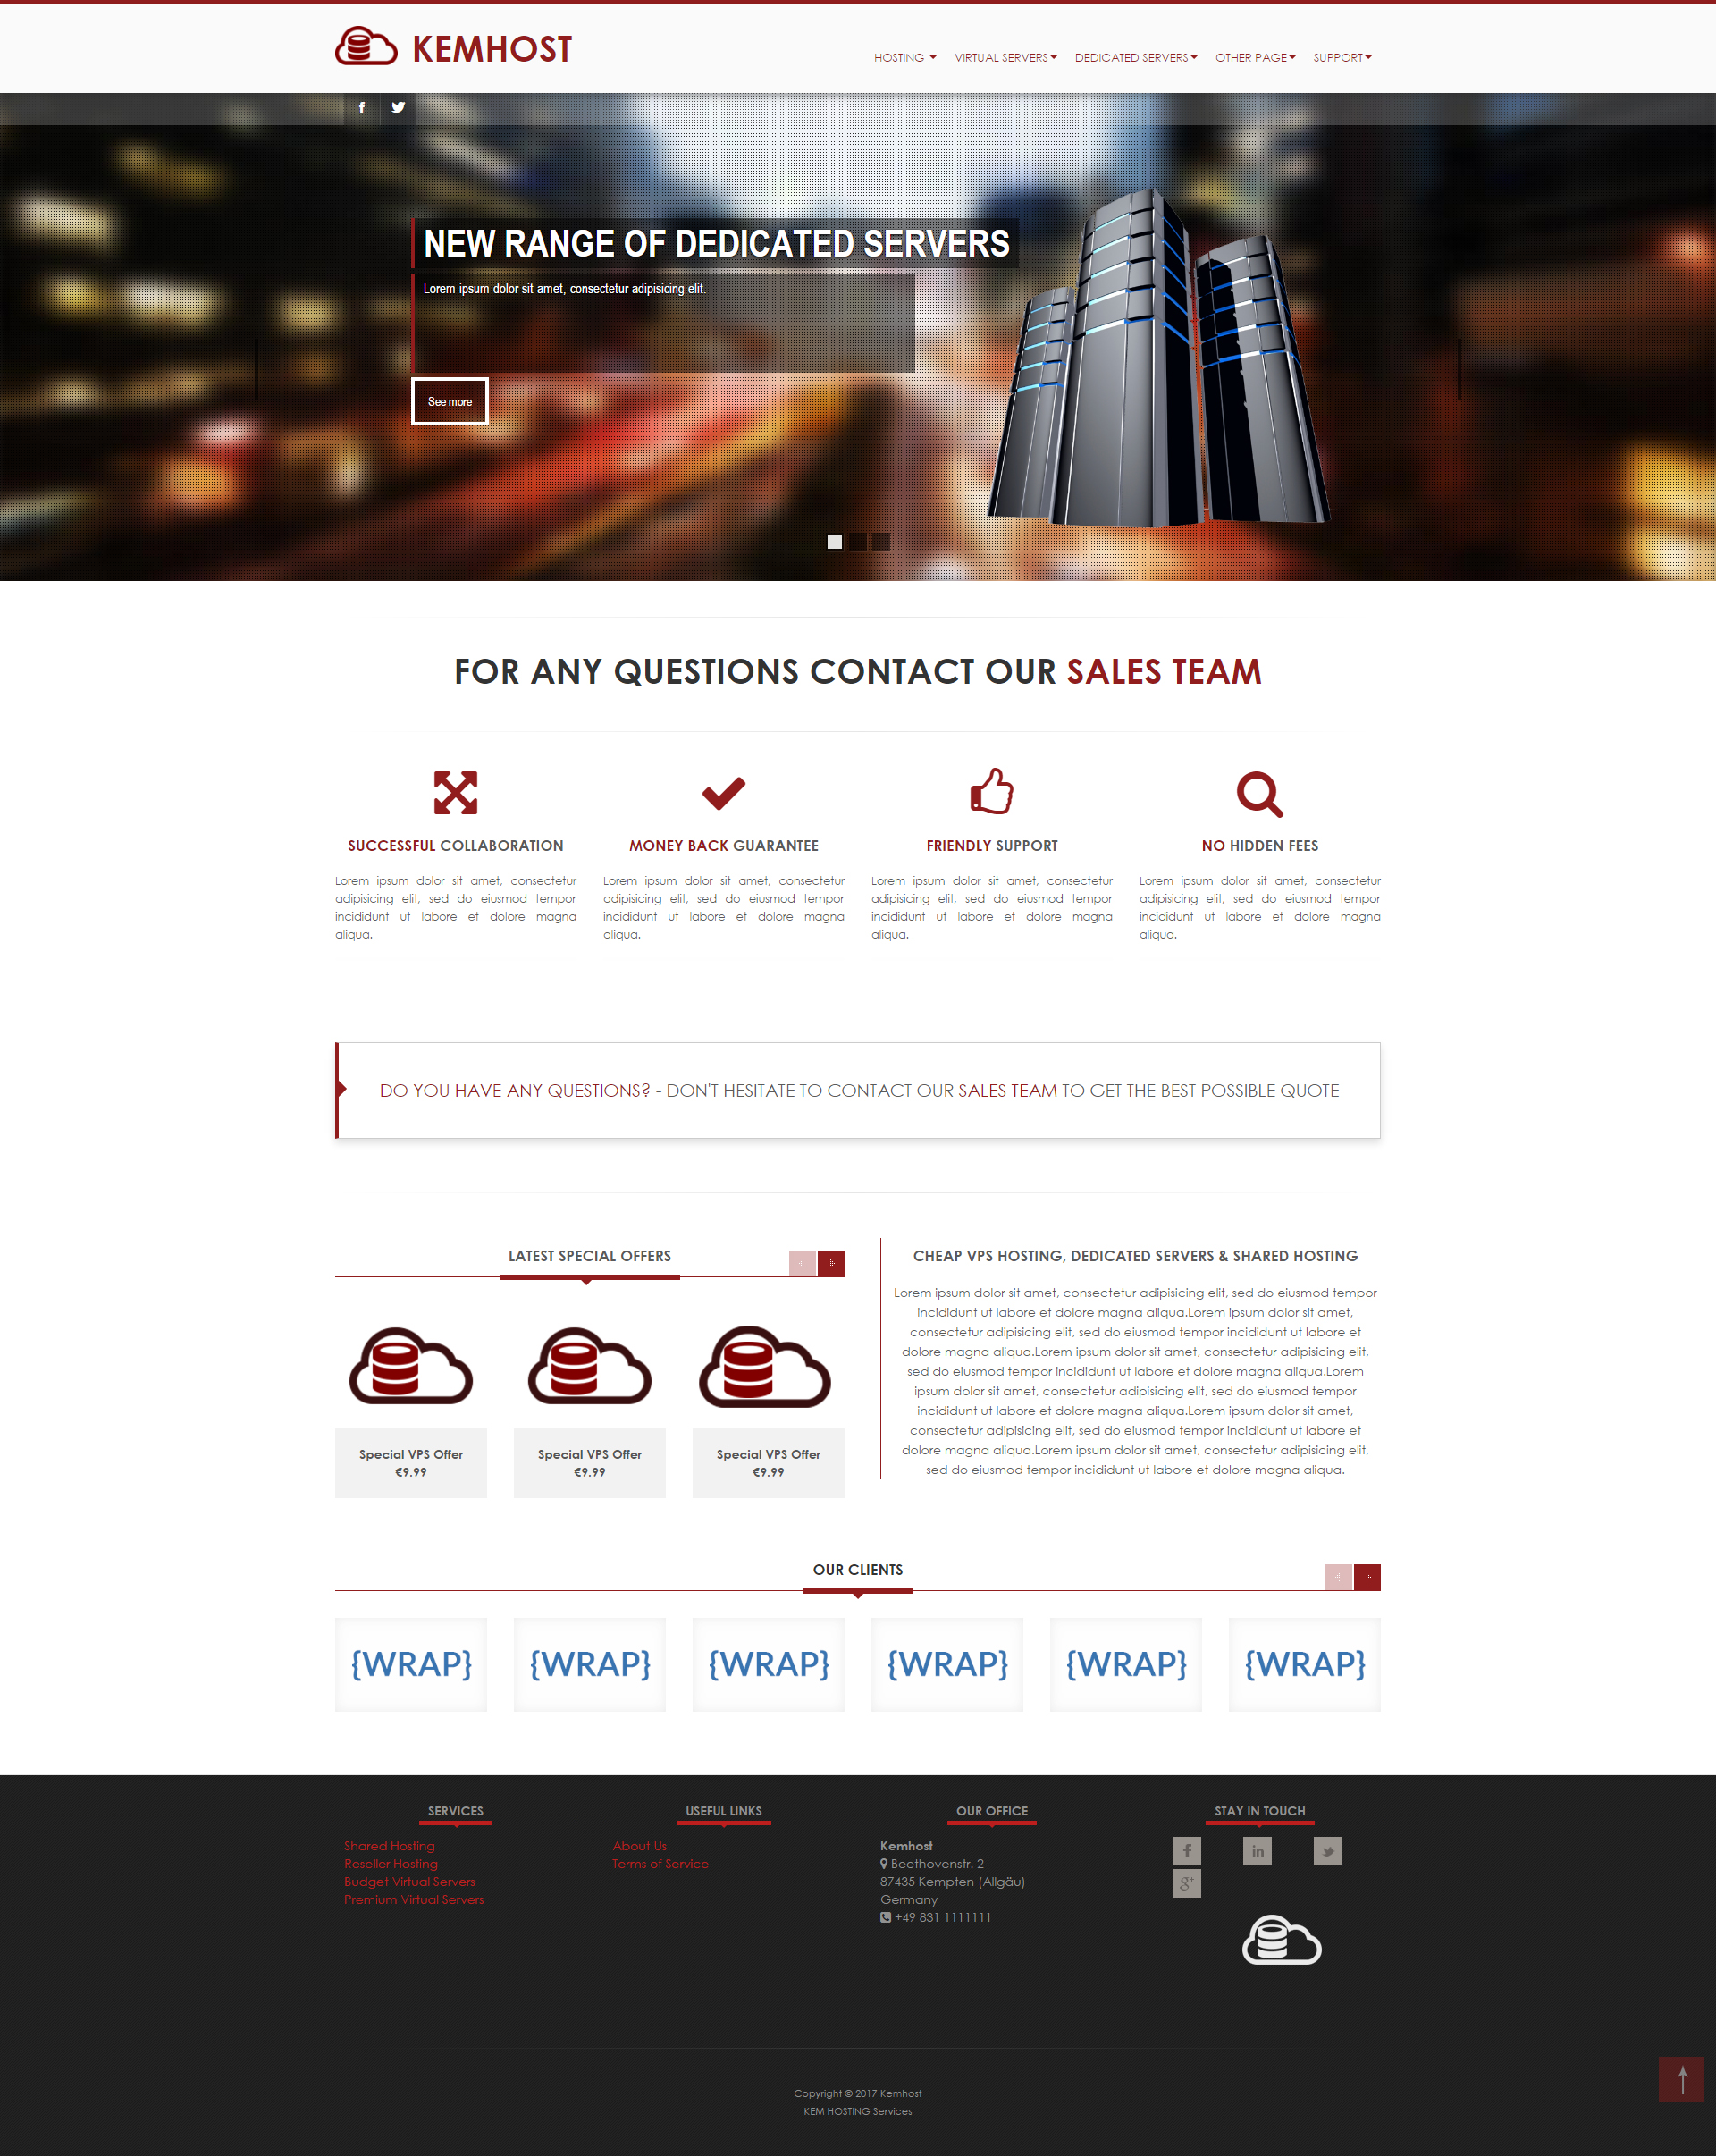 KEMHOST
HOSTING
VIRTUAL SERVERS
DEDICATED SERVERS
OTHER PAGE
SUPPORT
NEW RANGE OF DEDICATED SERVERS
Lorem ipsum dolor sit amet, consectetur adipisicing elit.
See more
FOR ANY QUESTIONS CONTACT OUR SALES TEAM
SUCCESSFUL COLLABORATION
Lorem ipsum dolor sit amet, consectetur
adipisicing elit, sed do eiusmod tempor
incididunt ut labore et dolore magna
aliqua.
MONEY BACK GUARANTEE
Lorem ipsum dolor sit amet, consectetur
adipisicing elit, sed do eiusmod tempor
incididunt ut labore et dolore magna
aliqua.
FRIENDLY SUPPORT
Lorem ipsum dolor sit amet, consectetur
adipisicing elit, sed do eiusmod tempor
incididunt ut labore et dolore magna
aliqua.
NO HIDDEN FEES
Lorem ipsum dolor sit amet, consectetur
adipisicing elit, sed do eiusmod tempor
incididunt ut labore et dolore magna
aliqua.
DO YOU HAVE ANY QUESTIONS? - DON'T HESITATE TO CONTACT OUR SALES TEAM TO GET THE BEST POSSIBLE QUOTE
LATEST SPECIAL OFFERS
Special VPS Offer
€9.99
Special VPS Offer
€9.99
Special VPS Offer
€9.99
CHEAP VPS HOSTING, DEDICATED SERVERS & SHARED HOSTING
Lorem ipsum dolor sit amet, consectetur adipisicing elit, sed do eiusmod tempor
incididunt ut labore et dolore magna aliqua.Lorem ipsum dolor sit amet,
consectetur adipisicing elit, sed do eiusmod tempor incididunt ut labore et
dolore magna aliqua.Lorem ipsum dolor sit amet, consectetur adipisicing elit,
sed do eiusmod tempor incididunt ut labore et dolore magna aliqua.Lorem
ipsum dolor sit amet, consectetur adipisicing elit, sed do eiusmod tempor
incididunt ut labore et dolore magna aliqua.Lorem ipsum dolor sit amet,
consectetur adipisicing elit, sed do eiusmod tempor incididunt ut labore et
dolore magna aliqua.Lorem ipsum dolor sit amet, consectetur adipisicing elit,
sed do eiusmod tempor incididunt ut labore et dolore magna aliqua.
OUR CLIENTS
{WRAP}
{WRAP}
{WRAP}
{WRAP}
{WRAP}
{WRAP}
SERVICES
Shared Hosting
Reseller Hosting
Budget Virtual Servers
Premium Virtual Servers
USEFUL LINKS
About Us
Terms of Service
OUR OFFICE
Kemhost
Beethovenstr. 2
87435 Kempten (Allgäu)
Germany
+49 831 1111111
STAY IN TOUCH
Copyright © 2017 Kemhost
KEM HOSTING Services